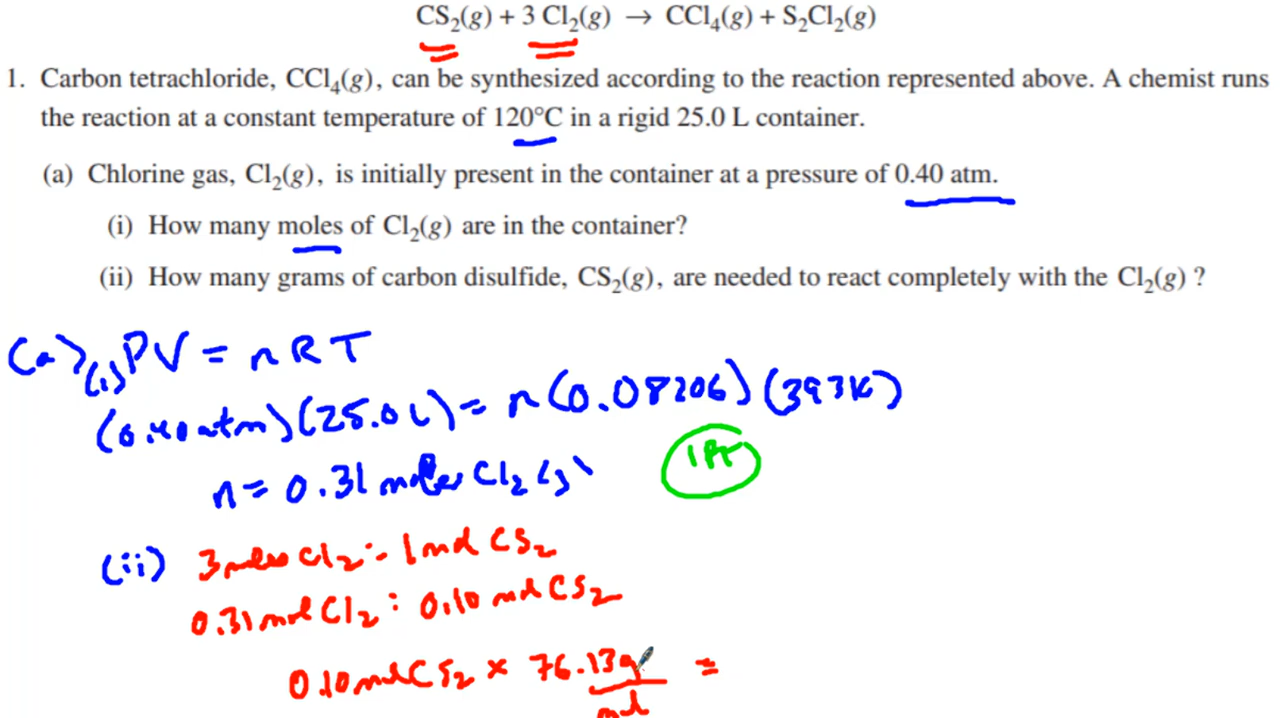 CS₂(g) + 3 Cl₂(g) → CCl₄(g) + S₂Cl₂(g)
1. Carbon tetrachloride, CCl₄(g), can be synthesized according to the reaction represented above. A chemist runs
the reaction at a constant temperature of 120°C in a rigid 25.0 L container.
(a) Chlorine gas, Cl₂(g), is initially present in the container at a pressure of 0.40 atm.
(i) How many moles of Cl₂(g) are in the container?
(ii) How many grams of carbon disulfide, CS₂(g), are needed to react completely with the Cl₂(g) ?
(a) (i) PV = nRT
(0.40 atm)(25.0 L) = n(0.08206)(393K)
n = 0.31 moles Cl₂(g)
1 PT
(ii) 3 moles Cl₂ : 1 mol CS₂
0.31 mol Cl₂ : 0.10 mol CS₂
0.10 mol CS₂ × 76.13 g/mol =